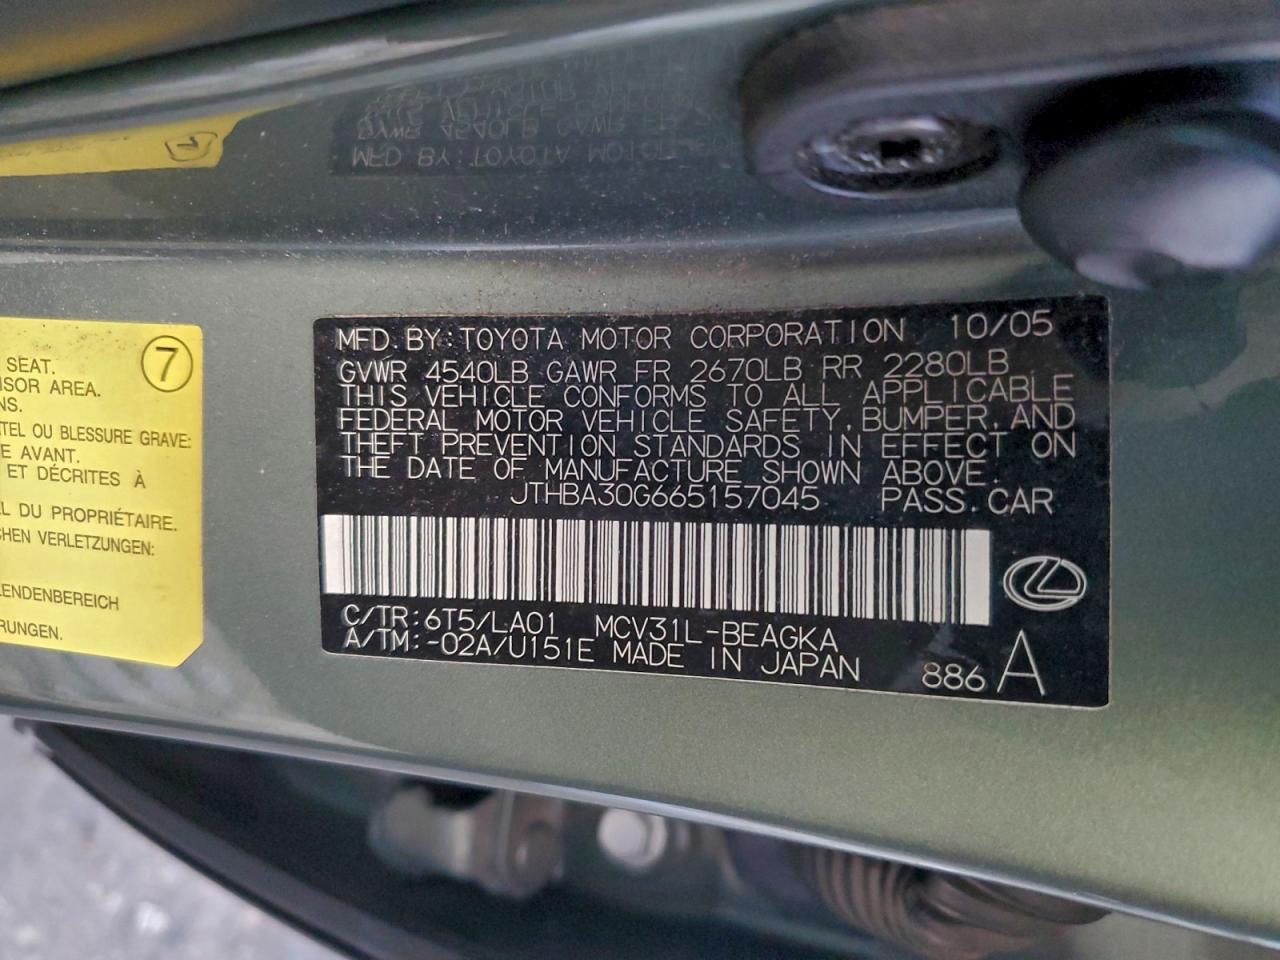 SEAT.
NSOR AREA.
NS.
TEL OU BLESSURE GRAVE:
E AVANT.
ET DÉCRITES À
DU PROPRIÉTAIRE.
CHEN VERLETZUNGEN:
LENDENBEREICH
RUNGEN.
7
MFD. BY: TOYOTA MOTOR CORPORATION 10/05
GVWR 4540LB GAWR FR 2670LB RR 2280LB
THIS VEHICLE CONFORMS TO ALL APPLICABLE
FEDERAL MOTOR VEHICLE SAFETY, BUMPER, AND
THEFT PREVENTION STANDARDS IN EFFECT ON
THE DATE OF MANUFACTURE SHOWN ABOVE.
JTHBA30G665157045 PASS. CAR
C/TR: 6T5/LA01 MCV31L-BEAGKA
A/TM: -02A/U151E MADE IN JAPAN 886 A